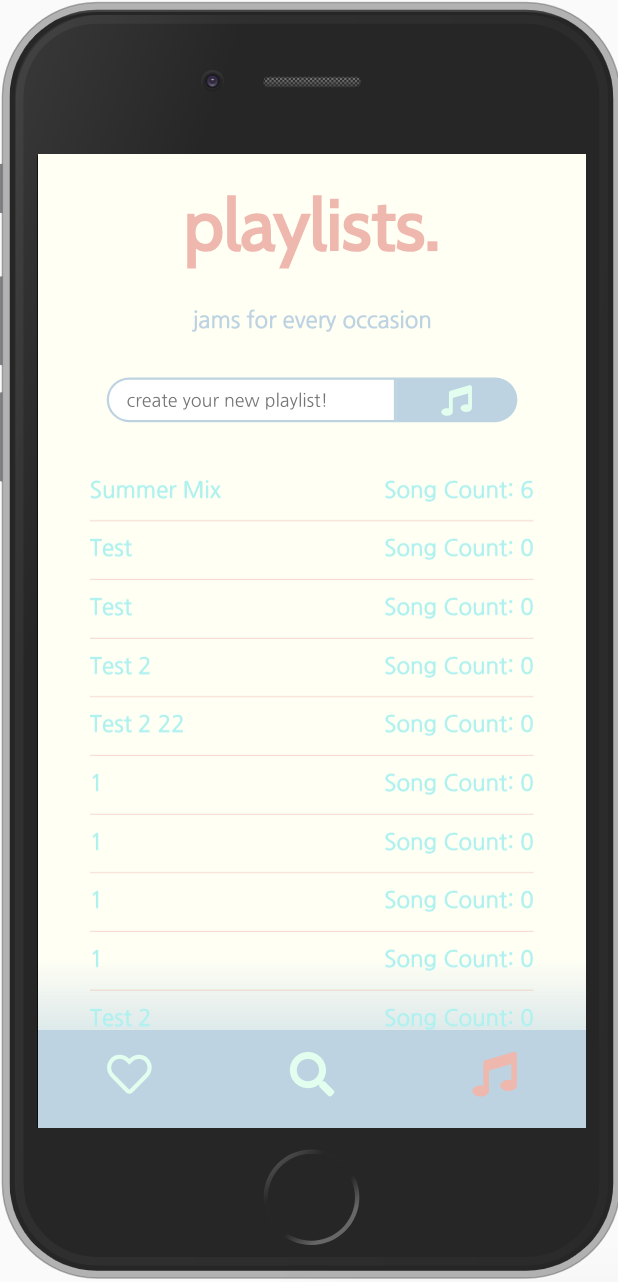 playlists.
jams for every occasion
create your new playlist!
Summer Mix Song Count: 6
Test Song Count: 0
Test Song Count: 0
Test 2 Song Count: 0
Test 2 22 Song Count: 0
1 Song Count: 0
1 Song Count: 0
1 Song Count: 0
1 Song Count: 0
Test 2 Song Count: 0